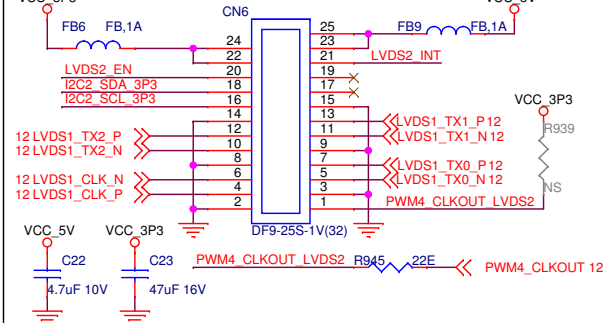 CN6
FB6 FB,1A
FB9 FB,1A
25
24
23
22
21 LVDS2_INT
LVDS2_EN 20
19
I2C2_SDA_3P3 18
17
I2C2_SCL_3P3 16
15
VCC_3P3
14
13 LVDS1_TX1_P 12
12 LVDS1_TX2_P 12
11 LVDS1_TX1_N 12
R939
12 LVDS1_TX2_N 10
9
8
7 LVDS1_TX0_P 12
12 LVDS1_CLK_N 6
5 LVDS1_TX0_N 12
12 LVDS1_CLK_P 4
3
NS
2
1 PWM4_CLKOUT_LVDS2
DF9-25S-1V(32)
VCC_5V VCC_3P3
C22 C23
4.7uF 10V 47uF 16V
PWM4_CLKOUT_LVDS2 R945 22E PWM4_CLKOUT 12